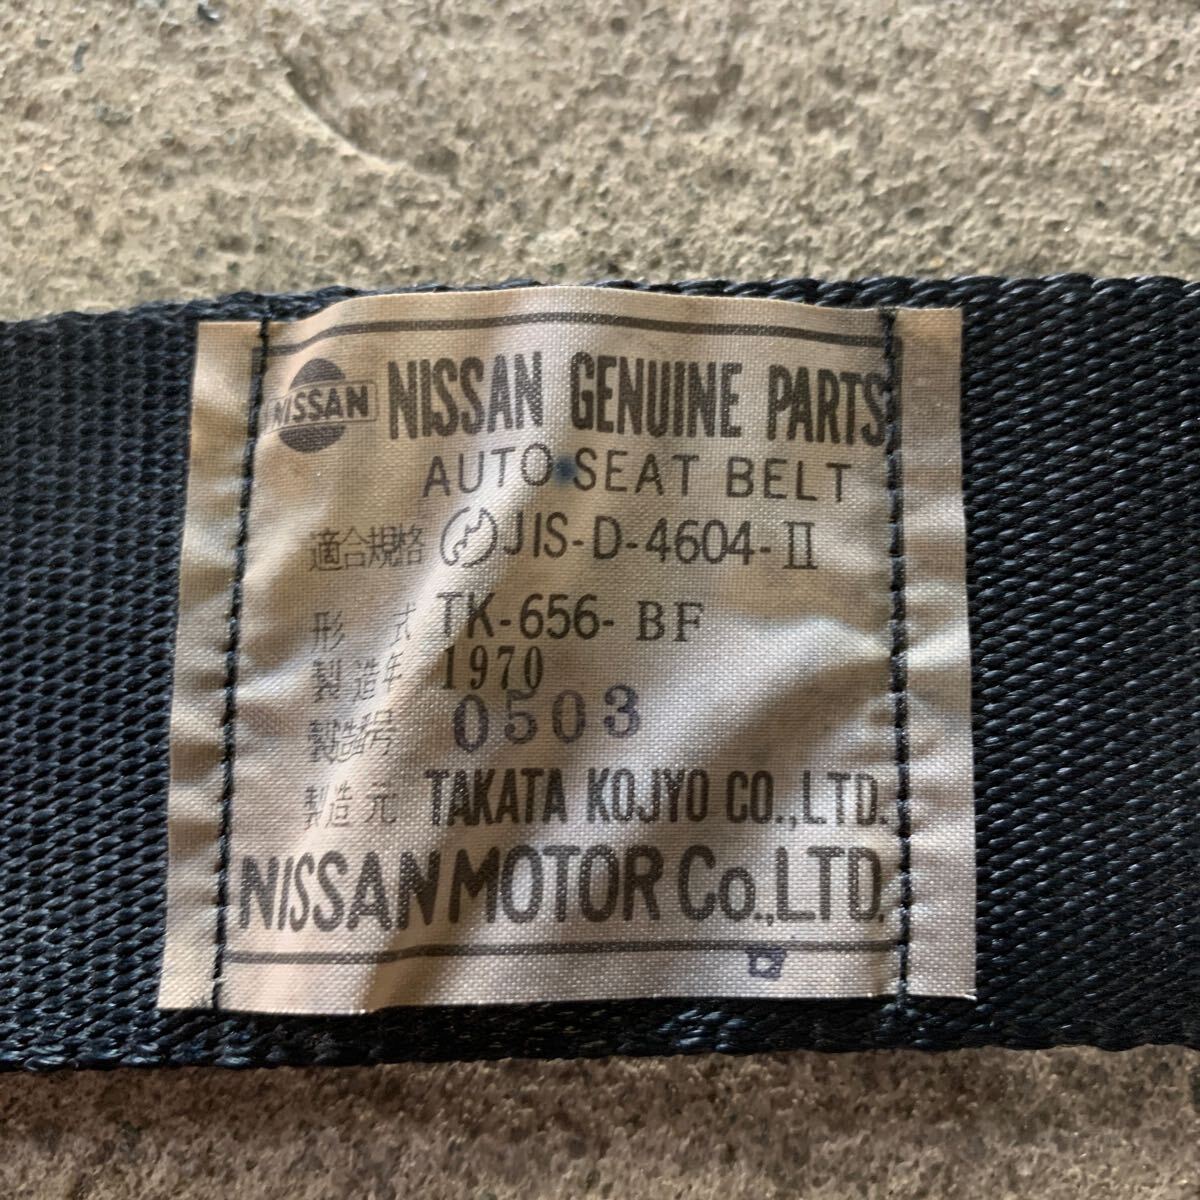 NISSAN NISSAN GENUINE PARTS
AUTO SEAT BELT
適合規格 JIS-D-4604-II
形式 TK-656-BF
製造年 1970
製造番号 0503
製造元 TAKATA KOJYO CO.,LTD.
NISSAN MOTOR Co.,LTD.